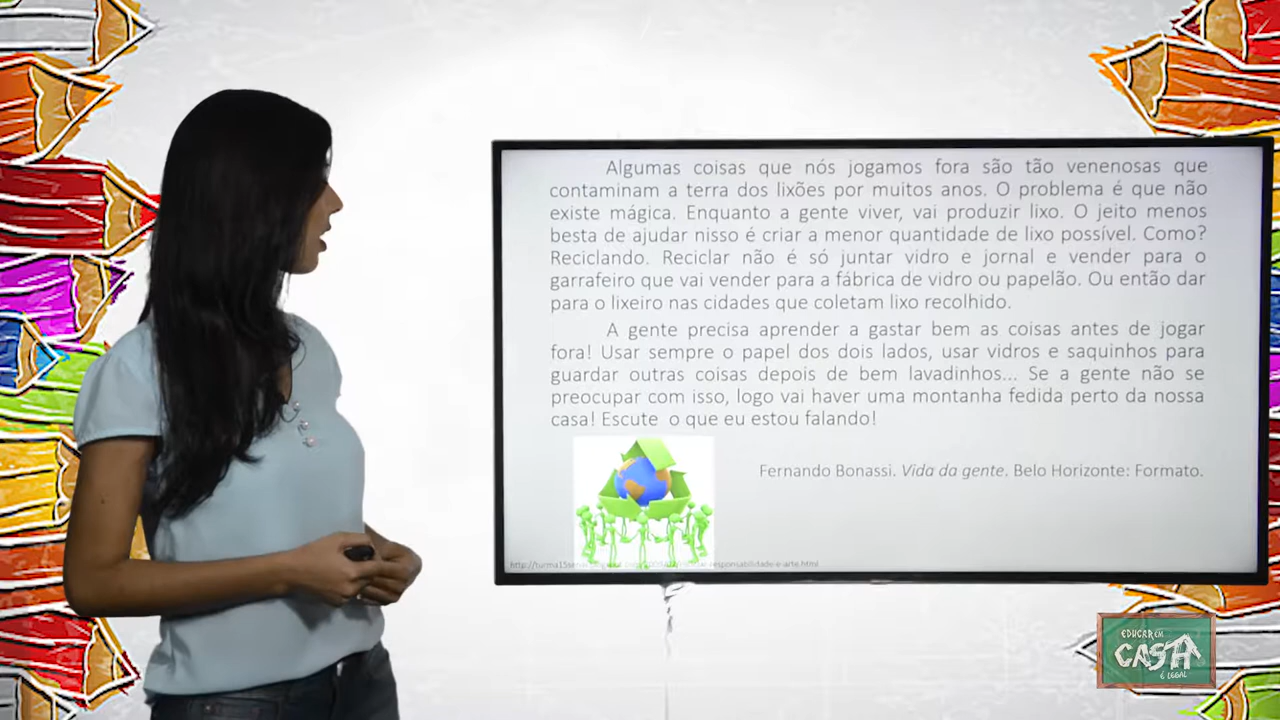 Algumas coisas que nós jogamos fora são tão venenosas que
contaminam a terra dos lixões por muitos anos. O problema é que não
existe mágica. Enquanto a gente viver, vai produzir lixo. O jeito menos
besta de ajudar nisso é criar a menor quantidade de lixo possível. Como?
Reciclando. Reciclar não é só juntar vidro e jornal e vender para o
garrafeiro que vai vender para a fábrica de vidro ou papelão. Ou então dar
para o lixeiro nas cidades que coletam lixo recolhido.
A gente precisa aprender a gastar bem as coisas antes de jogar
fora! Usar sempre o papel dos dois lados, usar vidros e saquinhos para
guardar outras coisas depois de bem lavadinhos... Se a gente não se
preocupar com isso, logo vai haver uma montanha fedida perto da nossa
casa! Escute o que eu estou falando!
Fernando Bonassi. Vida da gente. Belo Horizonte: Formato.
EDUCAR EM
CASA
É LEGAL